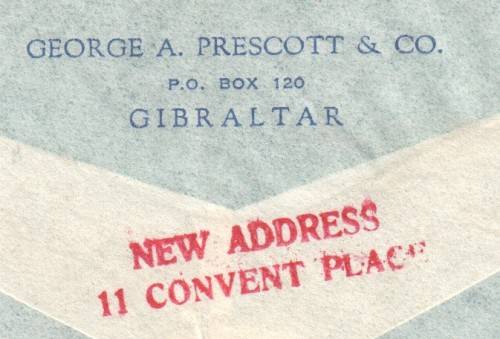 GEORGE A. PRESCOTT & CO.
P.O. BOX 120
GIBRALTAR
NEW ADDRESS
11 CONVENT PLACE